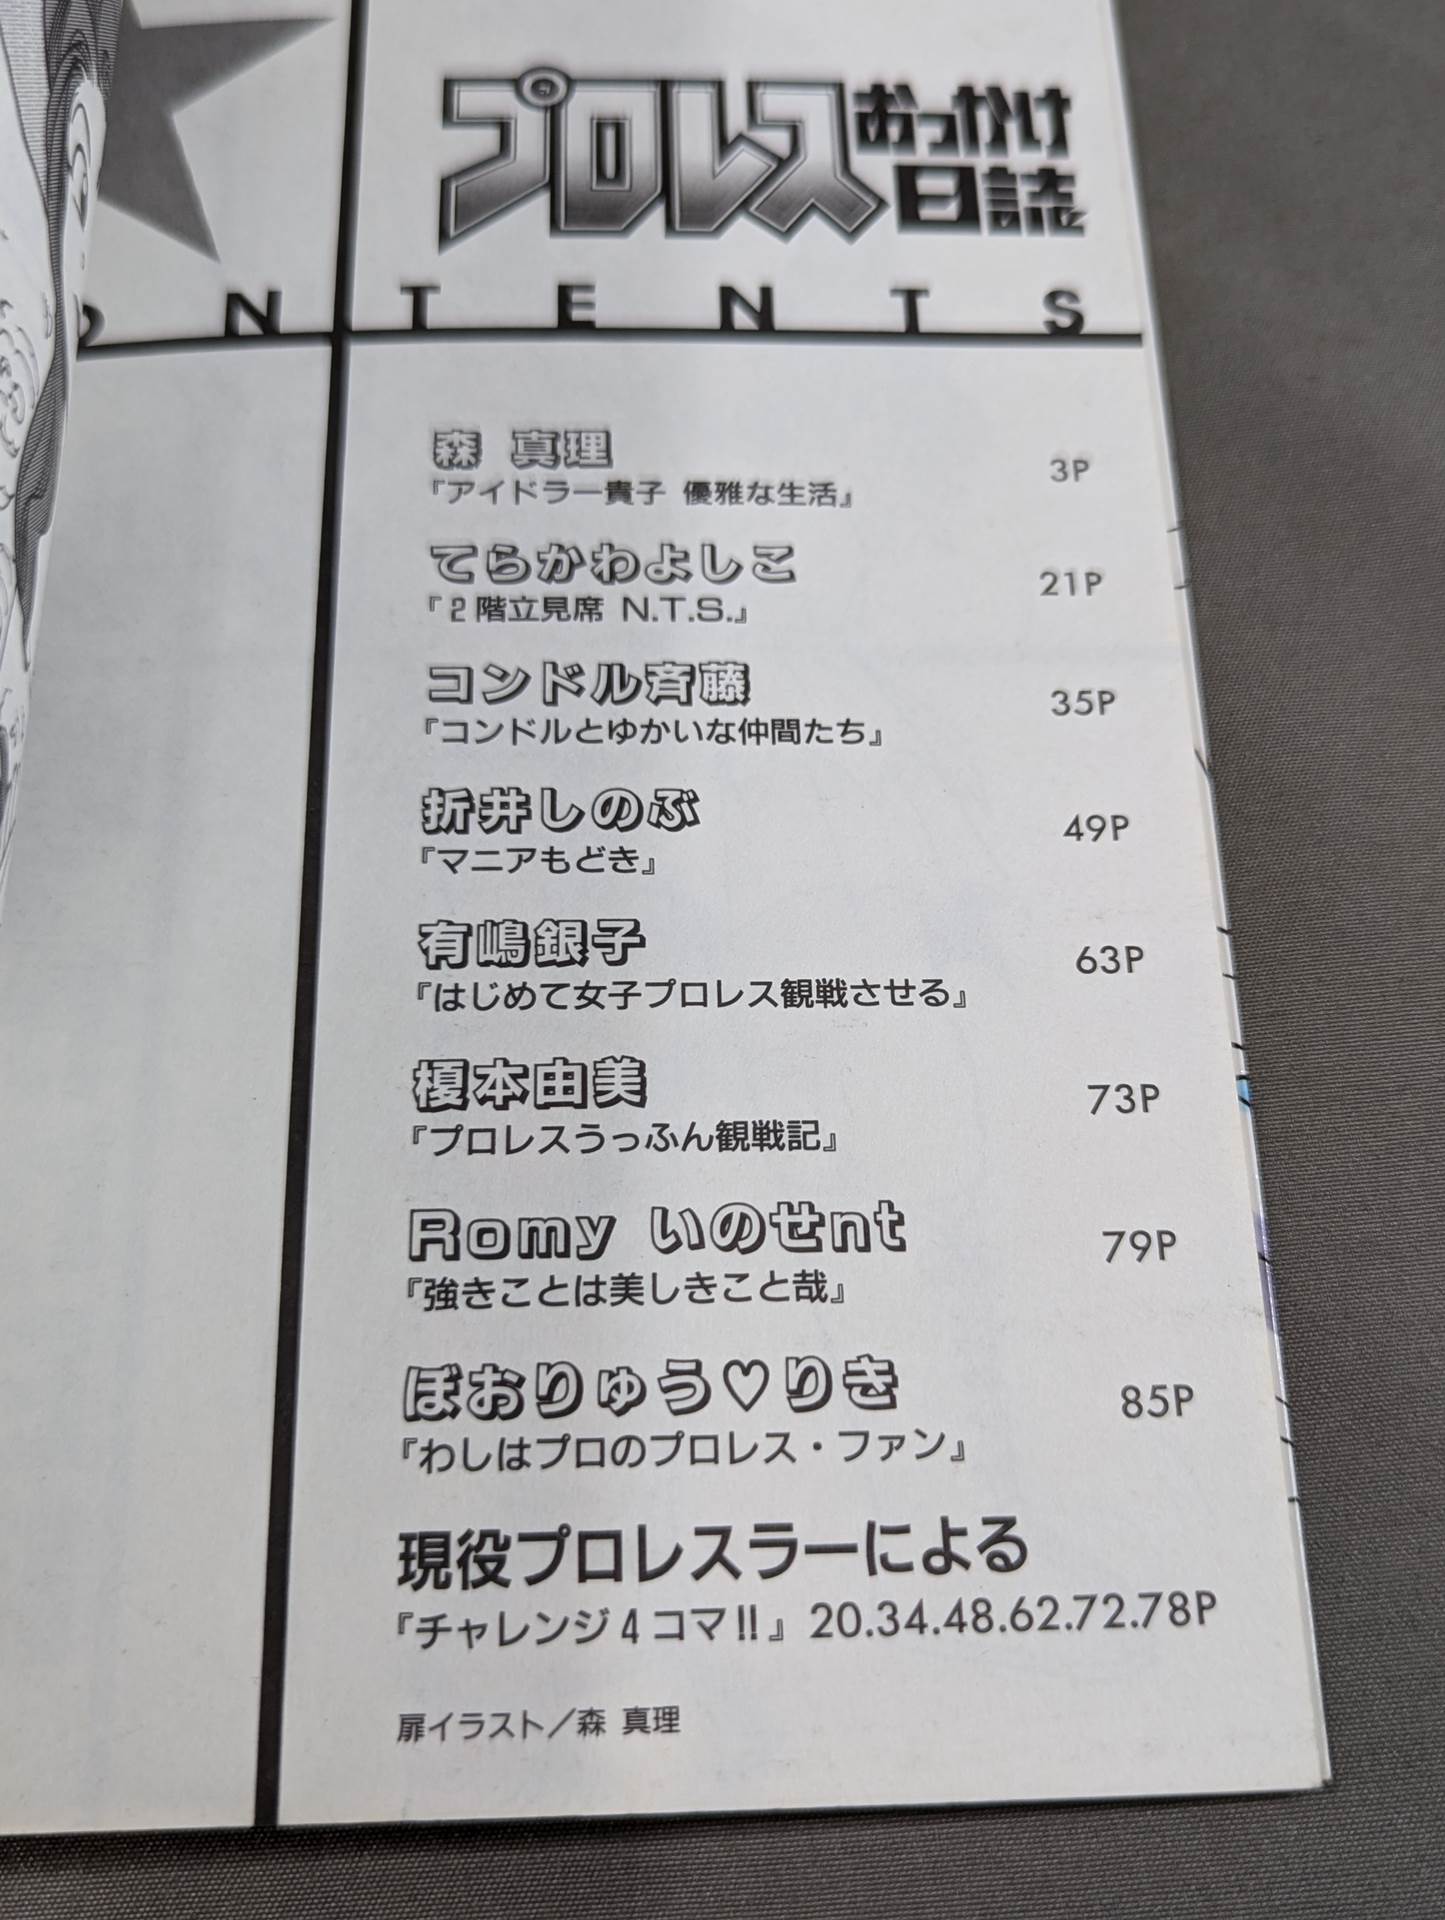 プロレスおっかけ日誌
ONTENTS
森 真理 3P
『アイドラー貴子 優雅な生活』
てらかわよしこ 21P
『2階立見席 N.T.S.』
コンドル斉藤 35P
『コンドルとゆかいな仲間たち』
折井しのぶ 49P
『マニアもどき』
有嶋銀子 63P
『はじめて女子プロレス観戦させる』
榎本由美 73P
『プロレスうっふん観戦記』
Romy いのせnt 79P
『強きことは美しきこと哉』
ぼおりゅう♡りき 85P
『わしはプロのプロレス・ファン』
現役プロレスラーによる
『チャレンジ4コマ!!』20.34.48.62.72.78P
扉イラスト／森 真理